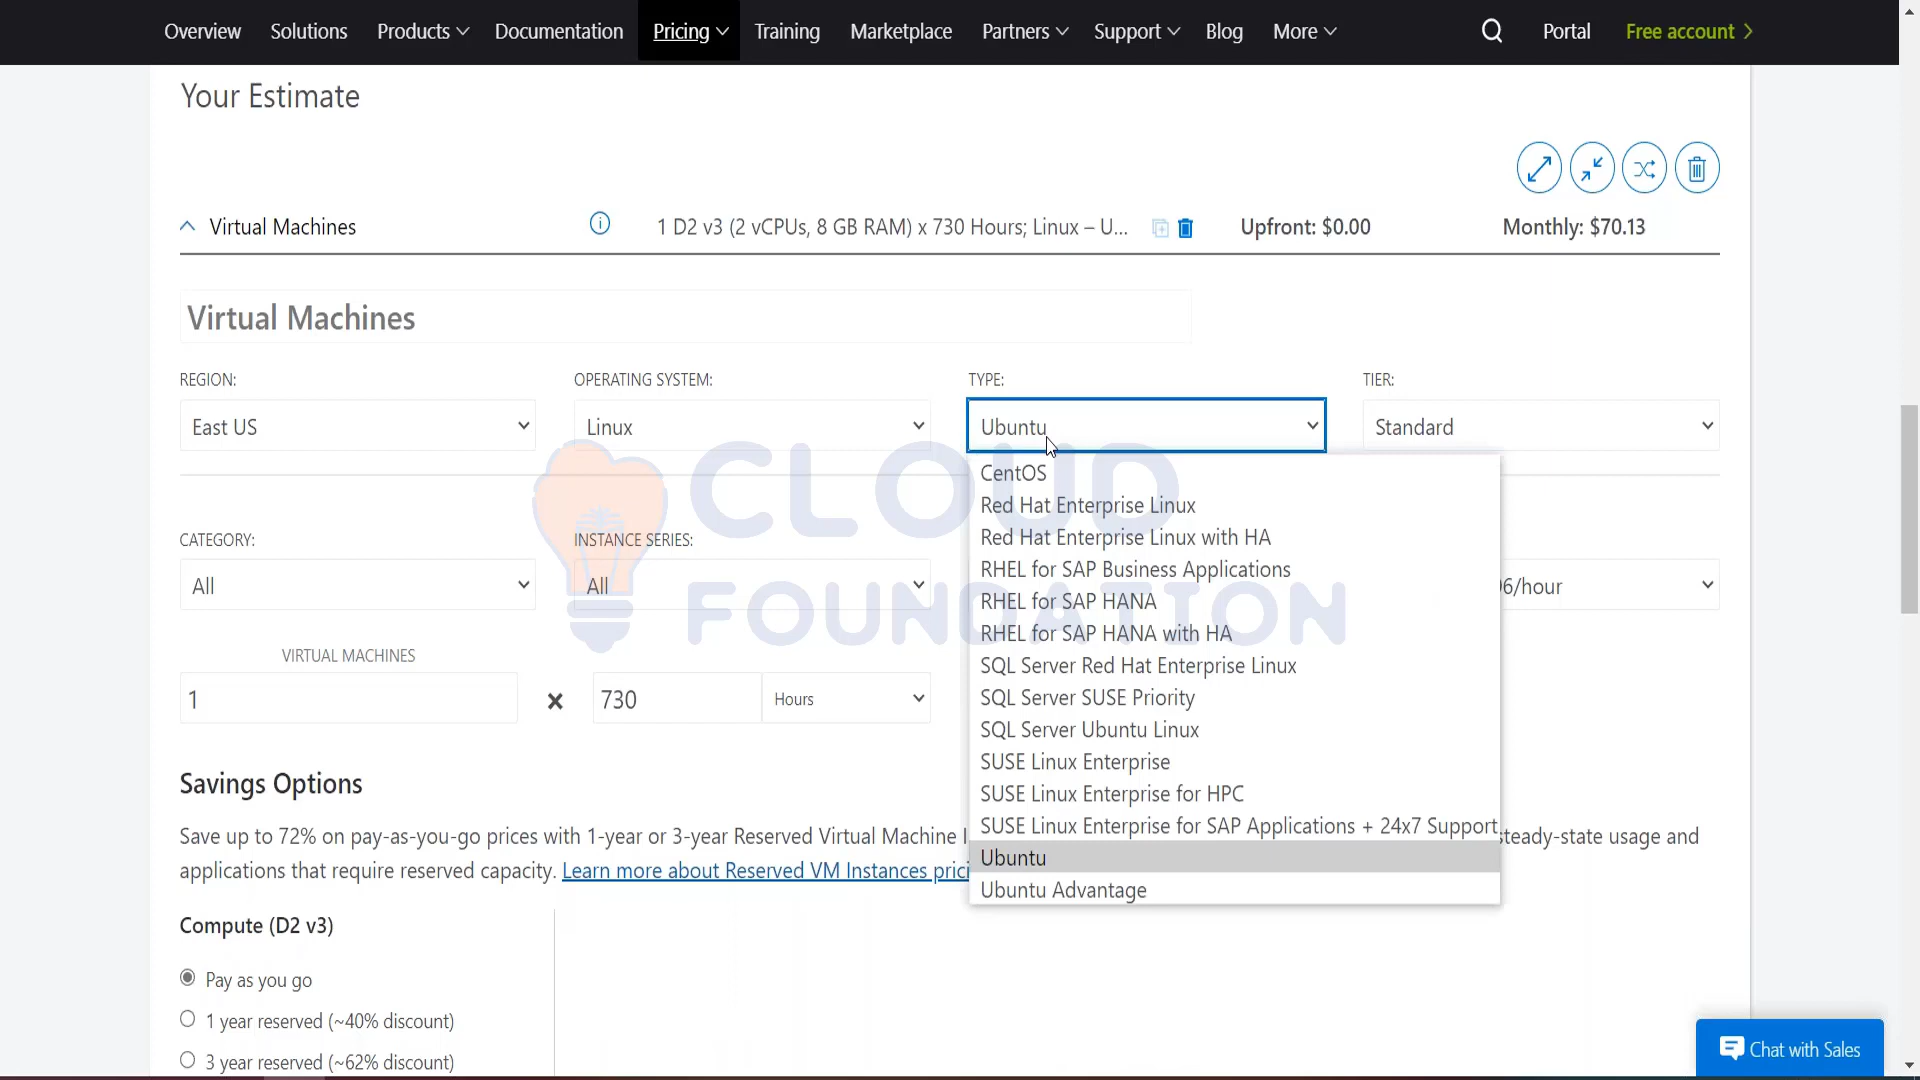 Overview Solutions Products Documentation Pricing Training Marketplace Partners Support Blog More Portal Free account
Your Estimate
Virtual Machines 1 D2 v3 (2 vCPUs, 8 GB RAM) x 730 Hours; Linux – U... Upfront: $0.00 Monthly: $70.13
Virtual Machines
REGION: OPERATING SYSTEM: TYPE: TIER:
East US Linux Ubuntu Standard
CLOUD
FOUNDATION
CentOS
Red Hat Enterprise Linux
Red Hat Enterprise Linux with HA
RHEL for SAP Business Applications
RHEL for SAP HANA
RHEL for SAP HANA with HA
SQL Server Red Hat Enterprise Linux
SQL Server SUSE Priority
SQL Server Ubuntu Linux
SUSE Linux Enterprise
SUSE Linux Enterprise for HPC
SUSE Linux Enterprise for SAP Applications + 24x7 Support
Ubuntu
Ubuntu Advantage
CATEGORY: INSTANCE SERIES:
All All 6/hour
VIRTUAL MACHINES
1 730 Hours
Savings Options
Save up to 72% on pay-as-you-go prices with 1-year or 3-year Reserved Virtual Machine steady-state usage and
applications that require reserved capacity. Learn more about Reserved VM Instances prici
Compute (D2 v3)
Pay as you go
1 year reserved (~40% discount)
3 year reserved (~62% discount)
Chat with Sales